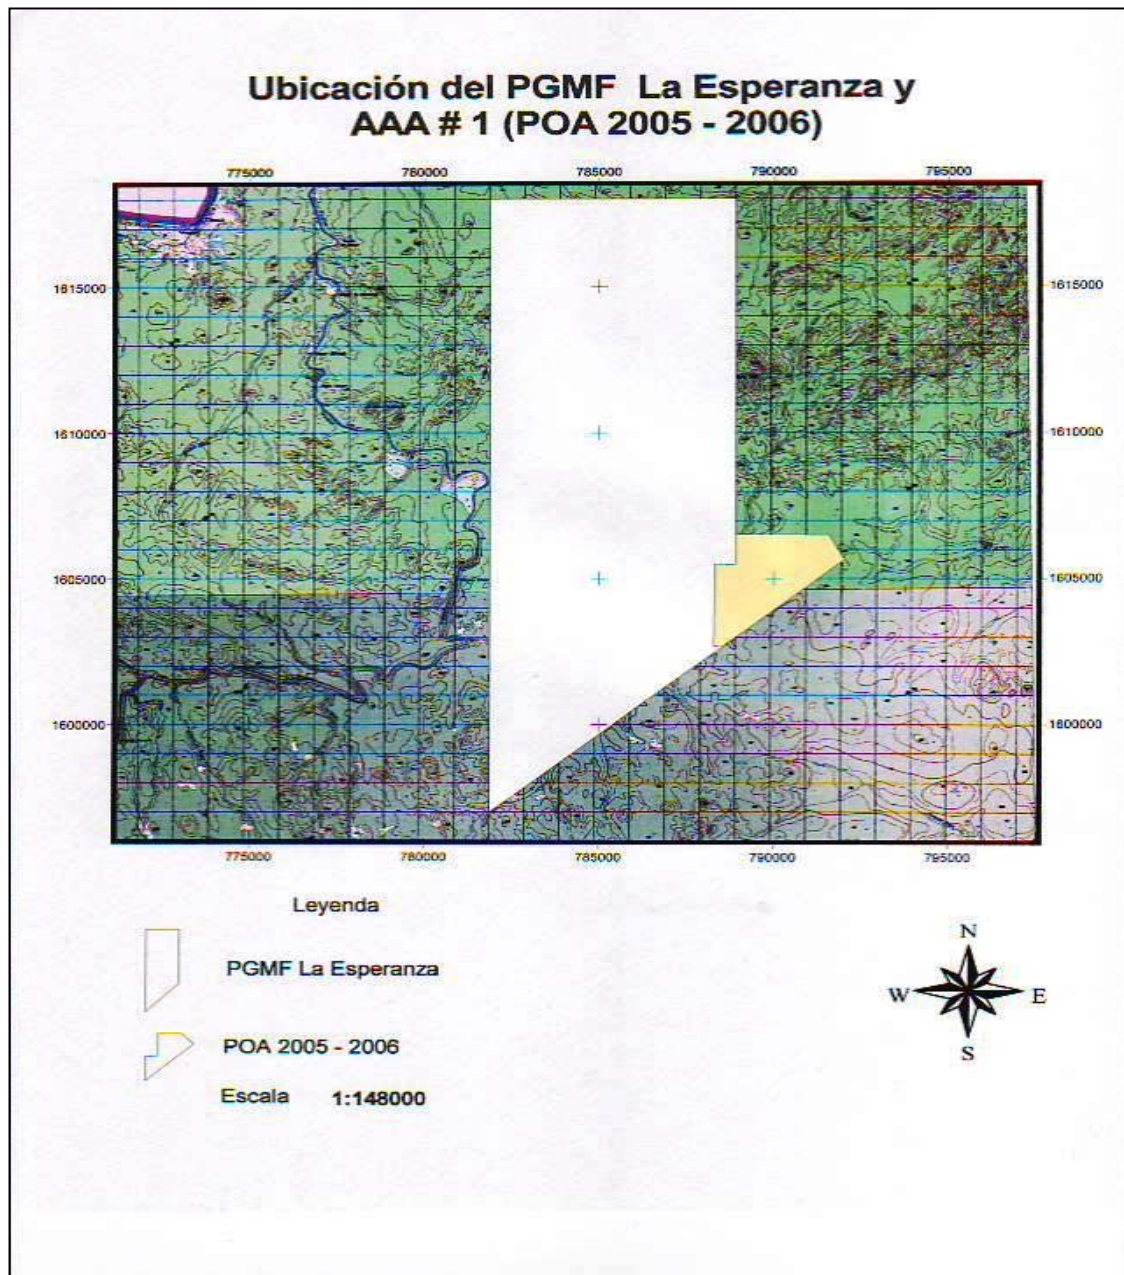 Ubicación del PGMF La Esperanza y
AAA # 1 (POA 2005 - 2006)
775000 780000 785000 790000 795000
1615000 1615000
1610000 1610000
1605000 1605000
1600000 1600000
775000 780000 785000 790000 795000
Leyenda
PGMF La Esperanza
POA 2005 - 2006
Escala 1:148000
N
W E
S